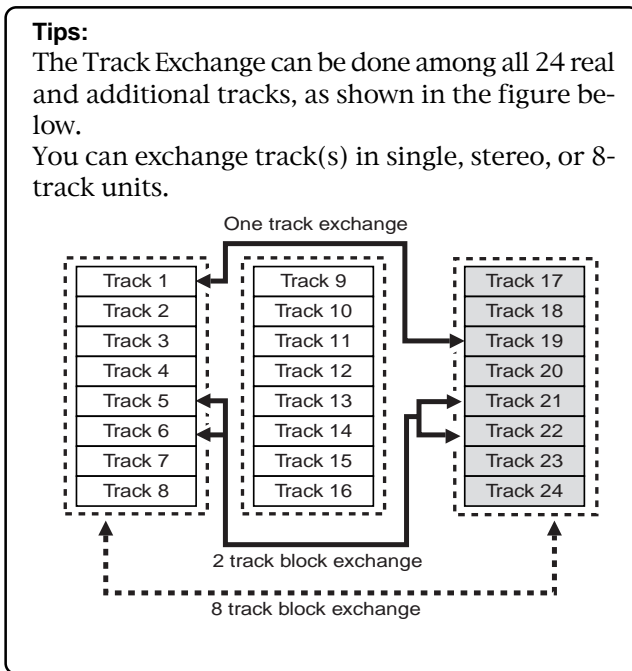 Tips:
The Track Exchange can be done among all 24 real
and additional tracks, as shown in the figure be-
low.
You can exchange track(s) in single, stereo, or 8-
track units.
One track exchange
Track 1
Track 2
Track 3
Track 4
Track 5
Track 6
Track 7
Track 8
Track 9
Track 10
Track 11
Track 12
Track 13
Track 14
Track 15
Track 16
Track 17
Track 18
Track 19
Track 20
Track 21
Track 22
Track 23
Track 24
2 track block exchange
8 track block exchange